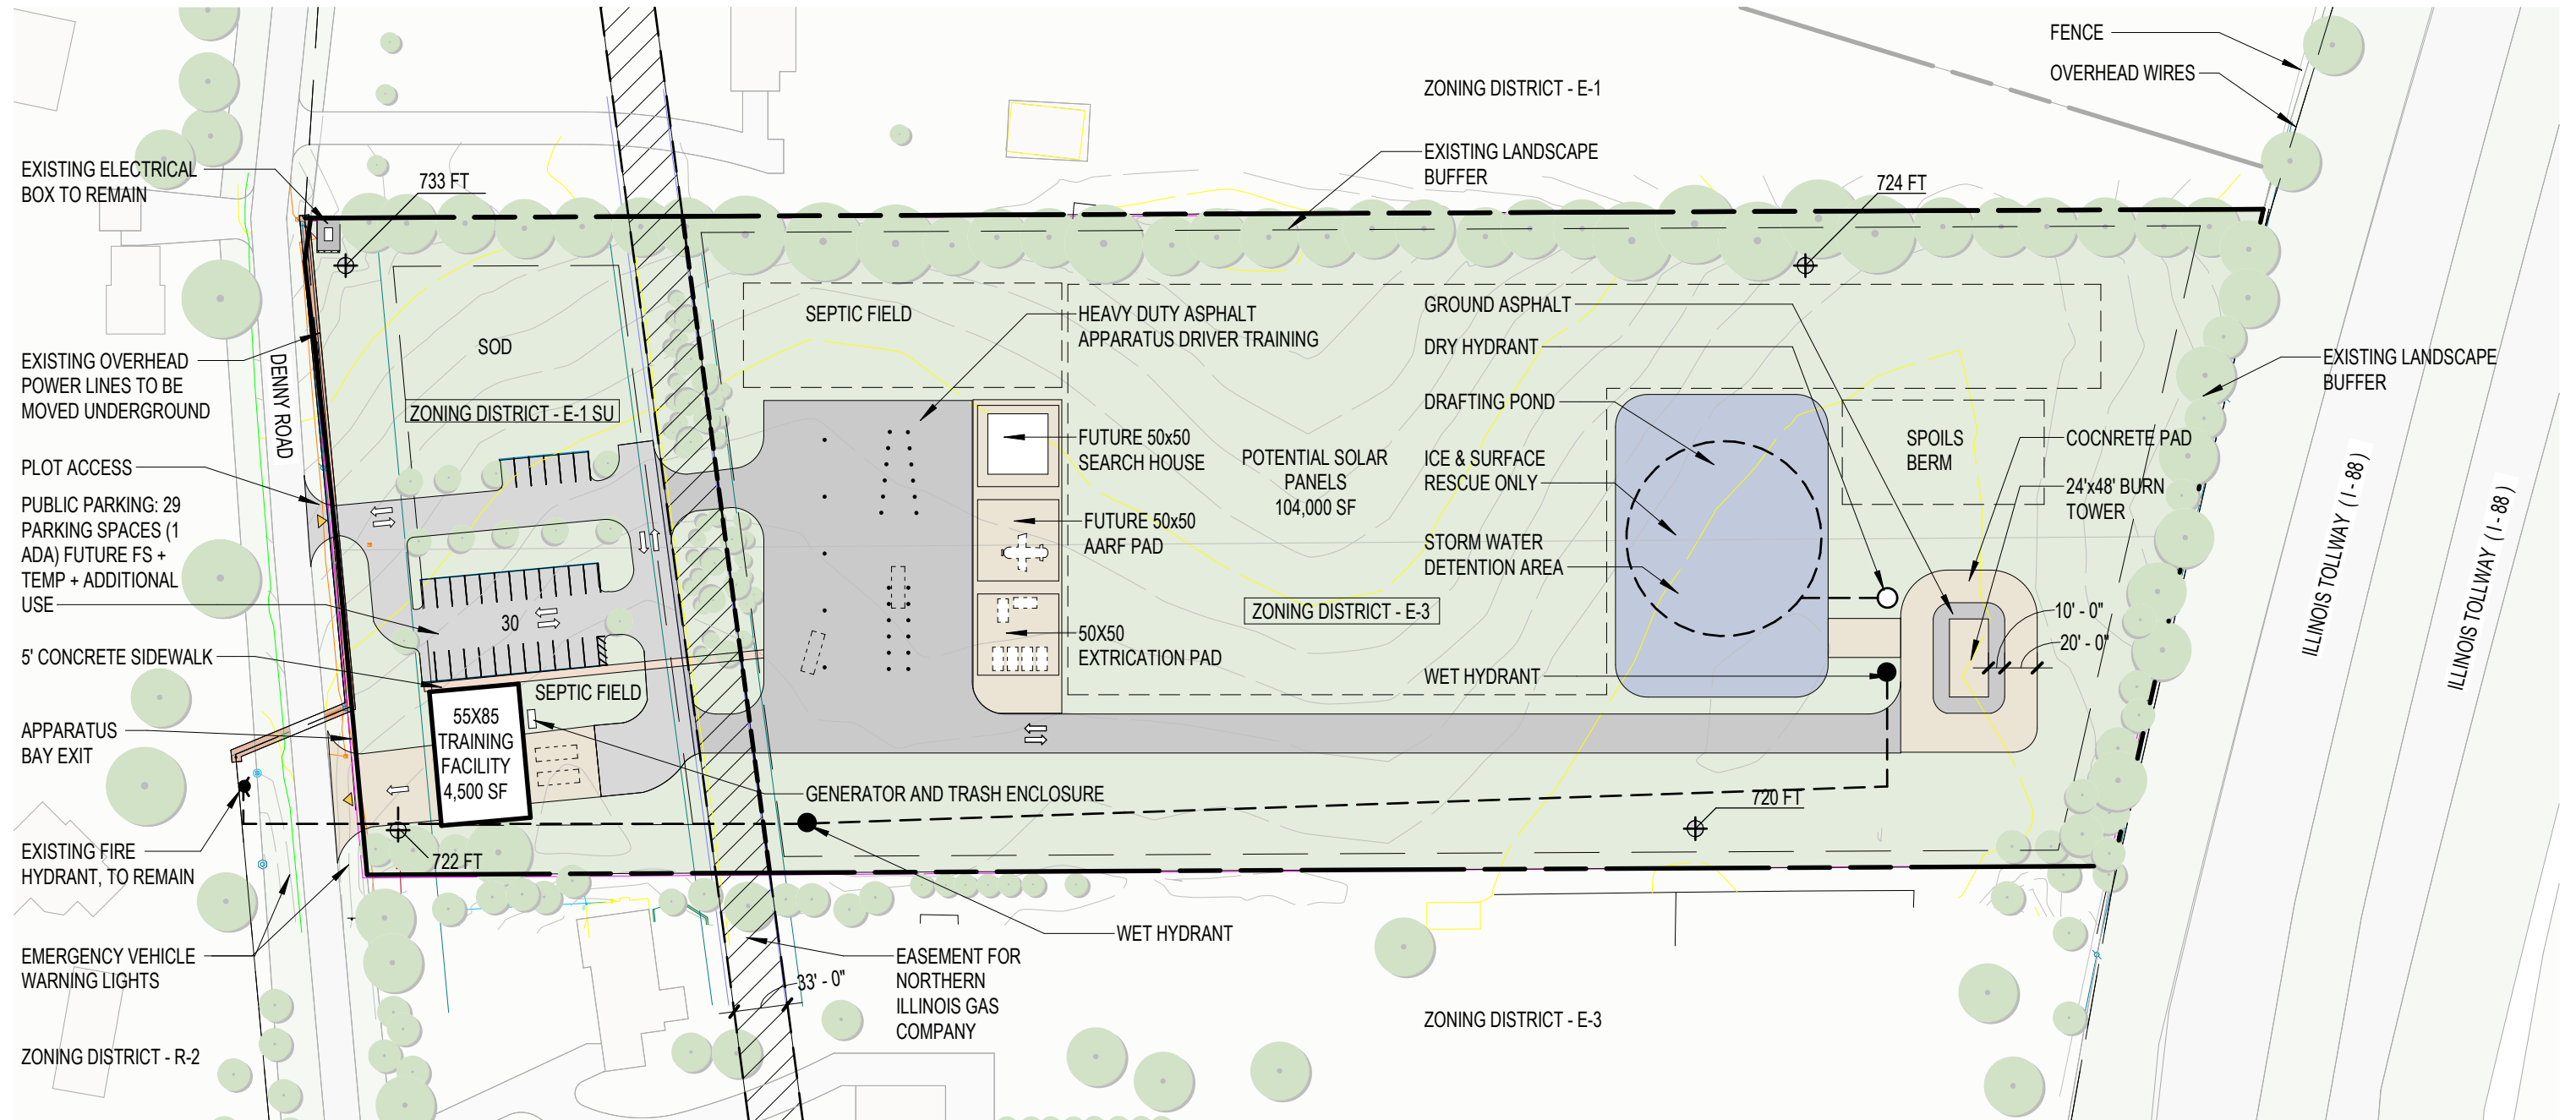 FENCE
OVERHEAD WIRES
ZONING DISTRICT - E-1
EXISTING LANDSCAPE
BUFFER
EXISTING ELECTRICAL
BOX TO REMAIN
733 FT
724 FT
SEPTIC FIELD
HEAVY DUTY ASPHALT
APPARATUS DRIVER TRAINING
GROUND ASPHALT
DRY HYDRANT
SOD
EXISTING OVERHEAD
POWER LINES TO BE
MOVED UNDERGROUND
DENNY ROAD
EXISTING LANDSCAPE
BUFFER
ZONING DISTRICT - E-1 SU
DRAFTING POND
FUTURE 50x50
SEARCH HOUSE
POTENTIAL SOLAR
PANELS
104,000 SF
ICE & SURFACE
RESCUE ONLY
SPOILS
BERM
COCNRETE PAD
24'x48' BURN
TOWER
PLOT ACCESS
PUBLIC PARKING: 29
PARKING SPACES (1
ADA) FUTURE FS +
TEMP + ADDITIONAL
USE
FUTURE 50x50
AARF PAD
STORM WATER
DETENTION AREA
ILLINOIS TOLLWAY ( I - 88 )
ILLINOIS TOLLWAY ( I - 88 )
30
ZONING DISTRICT - E-3
10' - 0"
20' - 0"
5' CONCRETE SIDEWALK
50X50
EXTRICATION PAD
WET HYDRANT
SEPTIC FIELD
55X85
TRAINING
FACILITY
4,500 SF
APPARATUS
BAY EXIT
GENERATOR AND TRASH ENCLOSURE
720 FT
EXISTING FIRE
HYDRANT, TO REMAIN
722 FT
WET HYDRANT
EMERGENCY VEHICLE
WARNING LIGHTS
EASEMENT FOR
NORTHERN
ILLINOIS GAS
COMPANY
33' - 0"
ZONING DISTRICT - E-3
ZONING DISTRICT - R-2